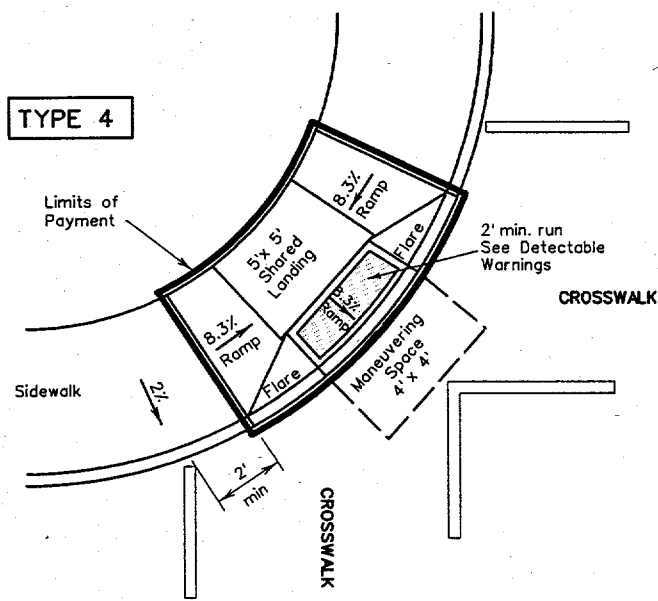 TYPE 4
Limits of
Payment
8.3%
Ramp
5'x 5'
Shared
Landing
Flare
2' min. run
See Detectable
Warnings
CROSSWALK
8.3%
Ramp
8.3%
Ramp
Maneuvering
Space
4' x 4'
Sidewalk
2%
Flare
2'
min
CROSSWALK